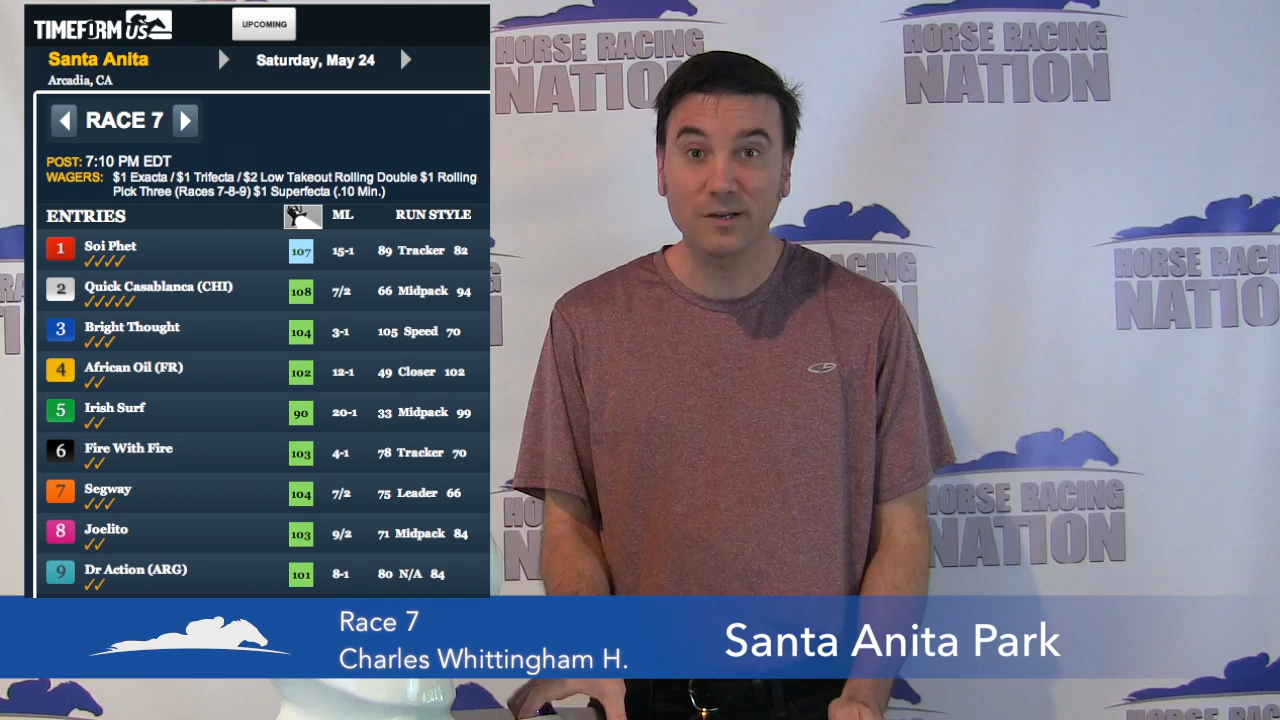 TIMEFORM US
UPCOMING
Santa Anita
Saturday, May 24
Arcadia, CA
RACE 7
POST: 7:10 PM EDT
WAGERS: $1 Exacta / $1 Trifecta / $2 Low Takeout Rolling Double $1 Rolling
Pick Three (Races 7-8-9) $1 Superfecta (.10 Min.)
ENTRIES ML RUN STYLE
1 Soi Phet 107 15-1 89 Tracker 82
2 Quick Casablanca (CHI) 108 7/2 66 Midpack 94
3 Bright Thought 104 3-1 105 Speed 70
4 African Oil (FR) 102 12-1 49 Closer 102
5 Irish Surf 90 20-1 33 Midpack 99
6 Fire With Fire 103 4-1 78 Tracker 70
7 Segway 104 7/2 75 Leader 66
8 Joelito 103 9/2 71 Midpack 84
9 Dr Action (ARG) 101 8-1 80 N/A 84
HORSE RACING
NATION
HORSE RACING
NATION
RACING
HORSE RACI
NATION
HORSE RACING
NATION
Race 7
Charles Whittingham H.
Santa Anita Park